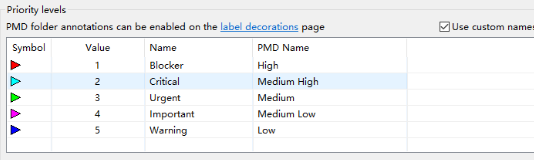 Priority levels
PMD folder annotations can be enabled on the label decorations page
Use custom names
Symbol Value Name PMD Name
1 Blocker High
2 Critical Medium High
3 Urgent Medium
4 Important Medium Low
5 Warning Low